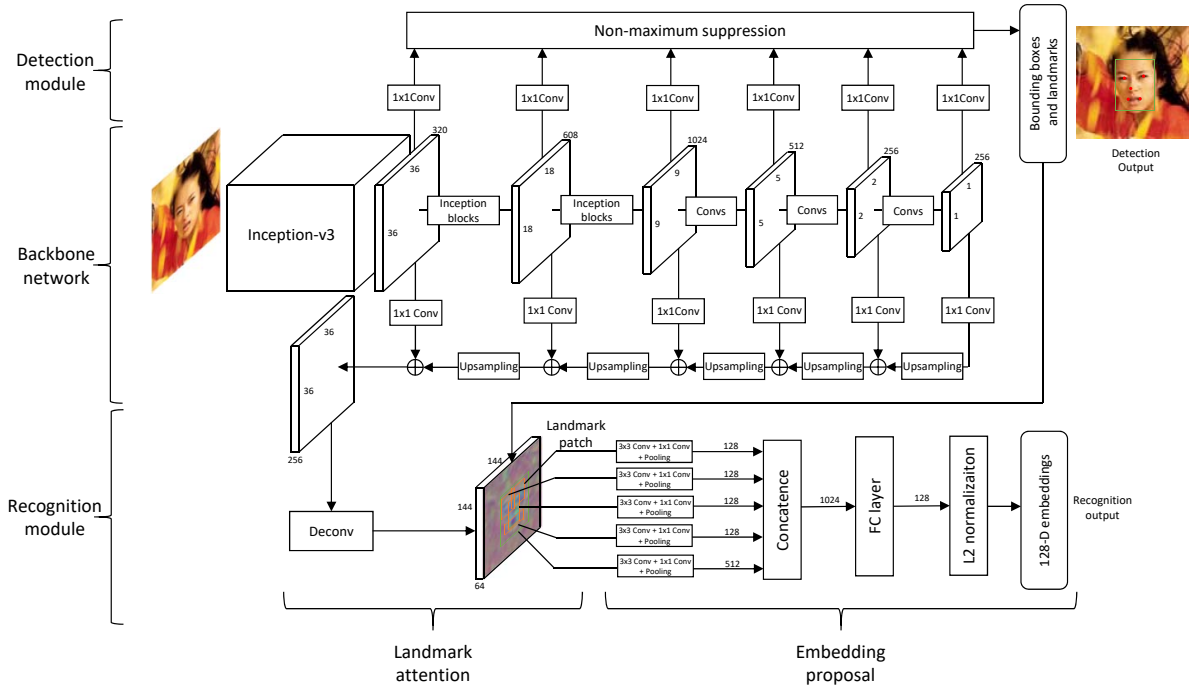 Non-maximum suppression
Detection
module
1x1Conv
1x1Conv
1x1Conv
1x1Conv
1x1Conv
1x1Conv
Bounding boxes
and landmarks
Detection
Output
Backbone
network
Inception-v3
320
36
36
Inception
blocks
608
18
18
Inception
blocks
1024
9
9
Convs
512
5
5
Convs
256
2
2
Convs
256
1
1
1x1 Conv
1x1 Conv
1x1Conv
1x1 Conv
1x1 Conv
Upsampling
Upsampling
Upsampling
Upsampling
Upsampling
36
36
256
Recognition
module
Deconv
Landmark
patch
144
144
64
3x3 Conv + 1x1 Conv
+ Pooling
3x3 Conv + 1x1 Conv
+ Pooling
3x3 Conv + 1x1 Conv
+ Pooling
3x3 Conv + 1x1 Conv
+ Pooling
3x3 Conv + 1x1 Conv
+ Pooling
128
128
128
128
512
Concatence
1024
FC layer
128
L2 normalizaiton
128-D embeddings
Recognition
output
Landmark
attention
Embedding
proposal